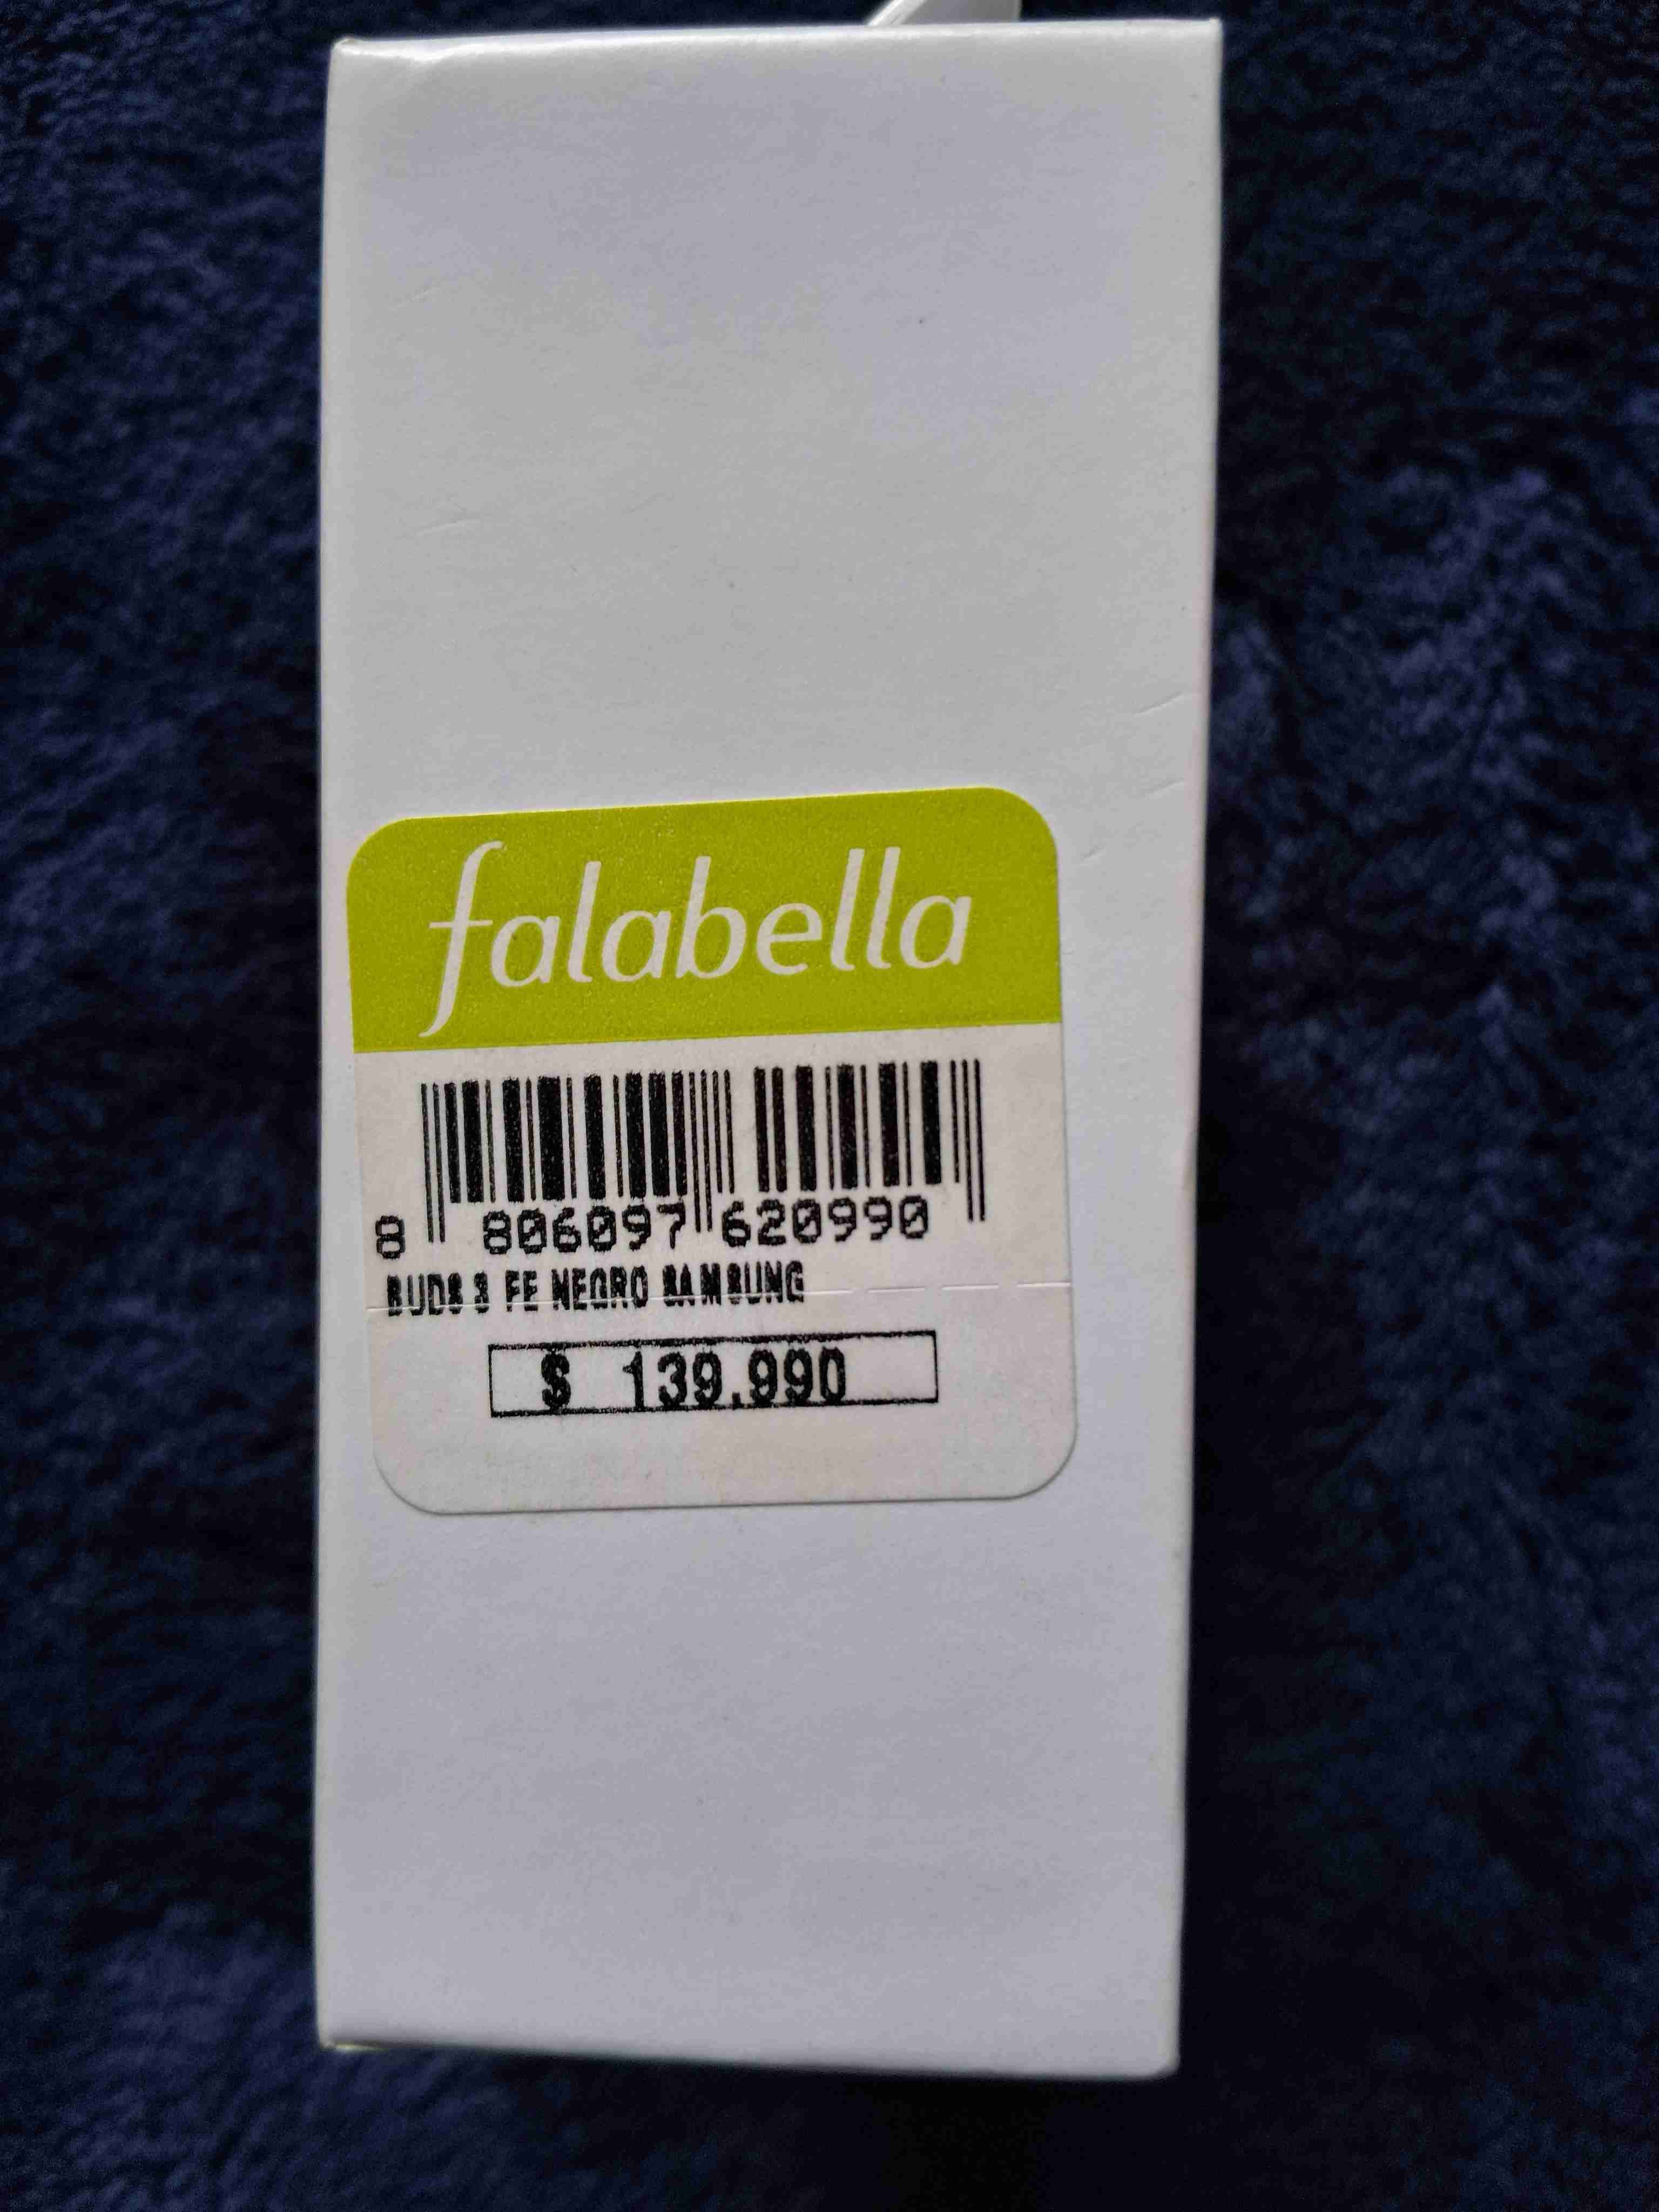 falabella
8 806097 620990
BUDS 3 FE NEGRO SAMSUNG
$ 139.990